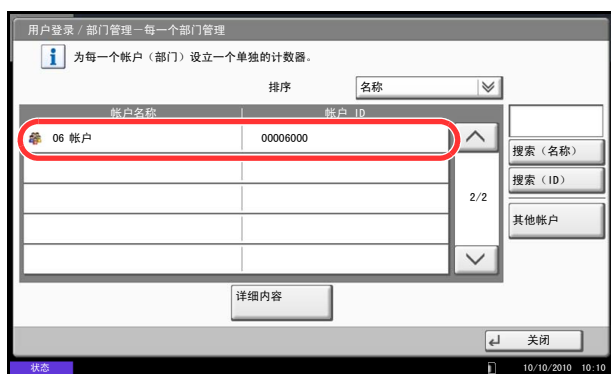 用户登录 / 部门管理－每一个部门管理
为每一个帐户（部门）设立一个单独的计数器。
排序 名称
帐户名称 帐户 ID
06 帐户 00006000
搜索（名称）
搜索（ID）
2/2
其他帐户
详细内容
关闭
状态 10/10/2010 10:10